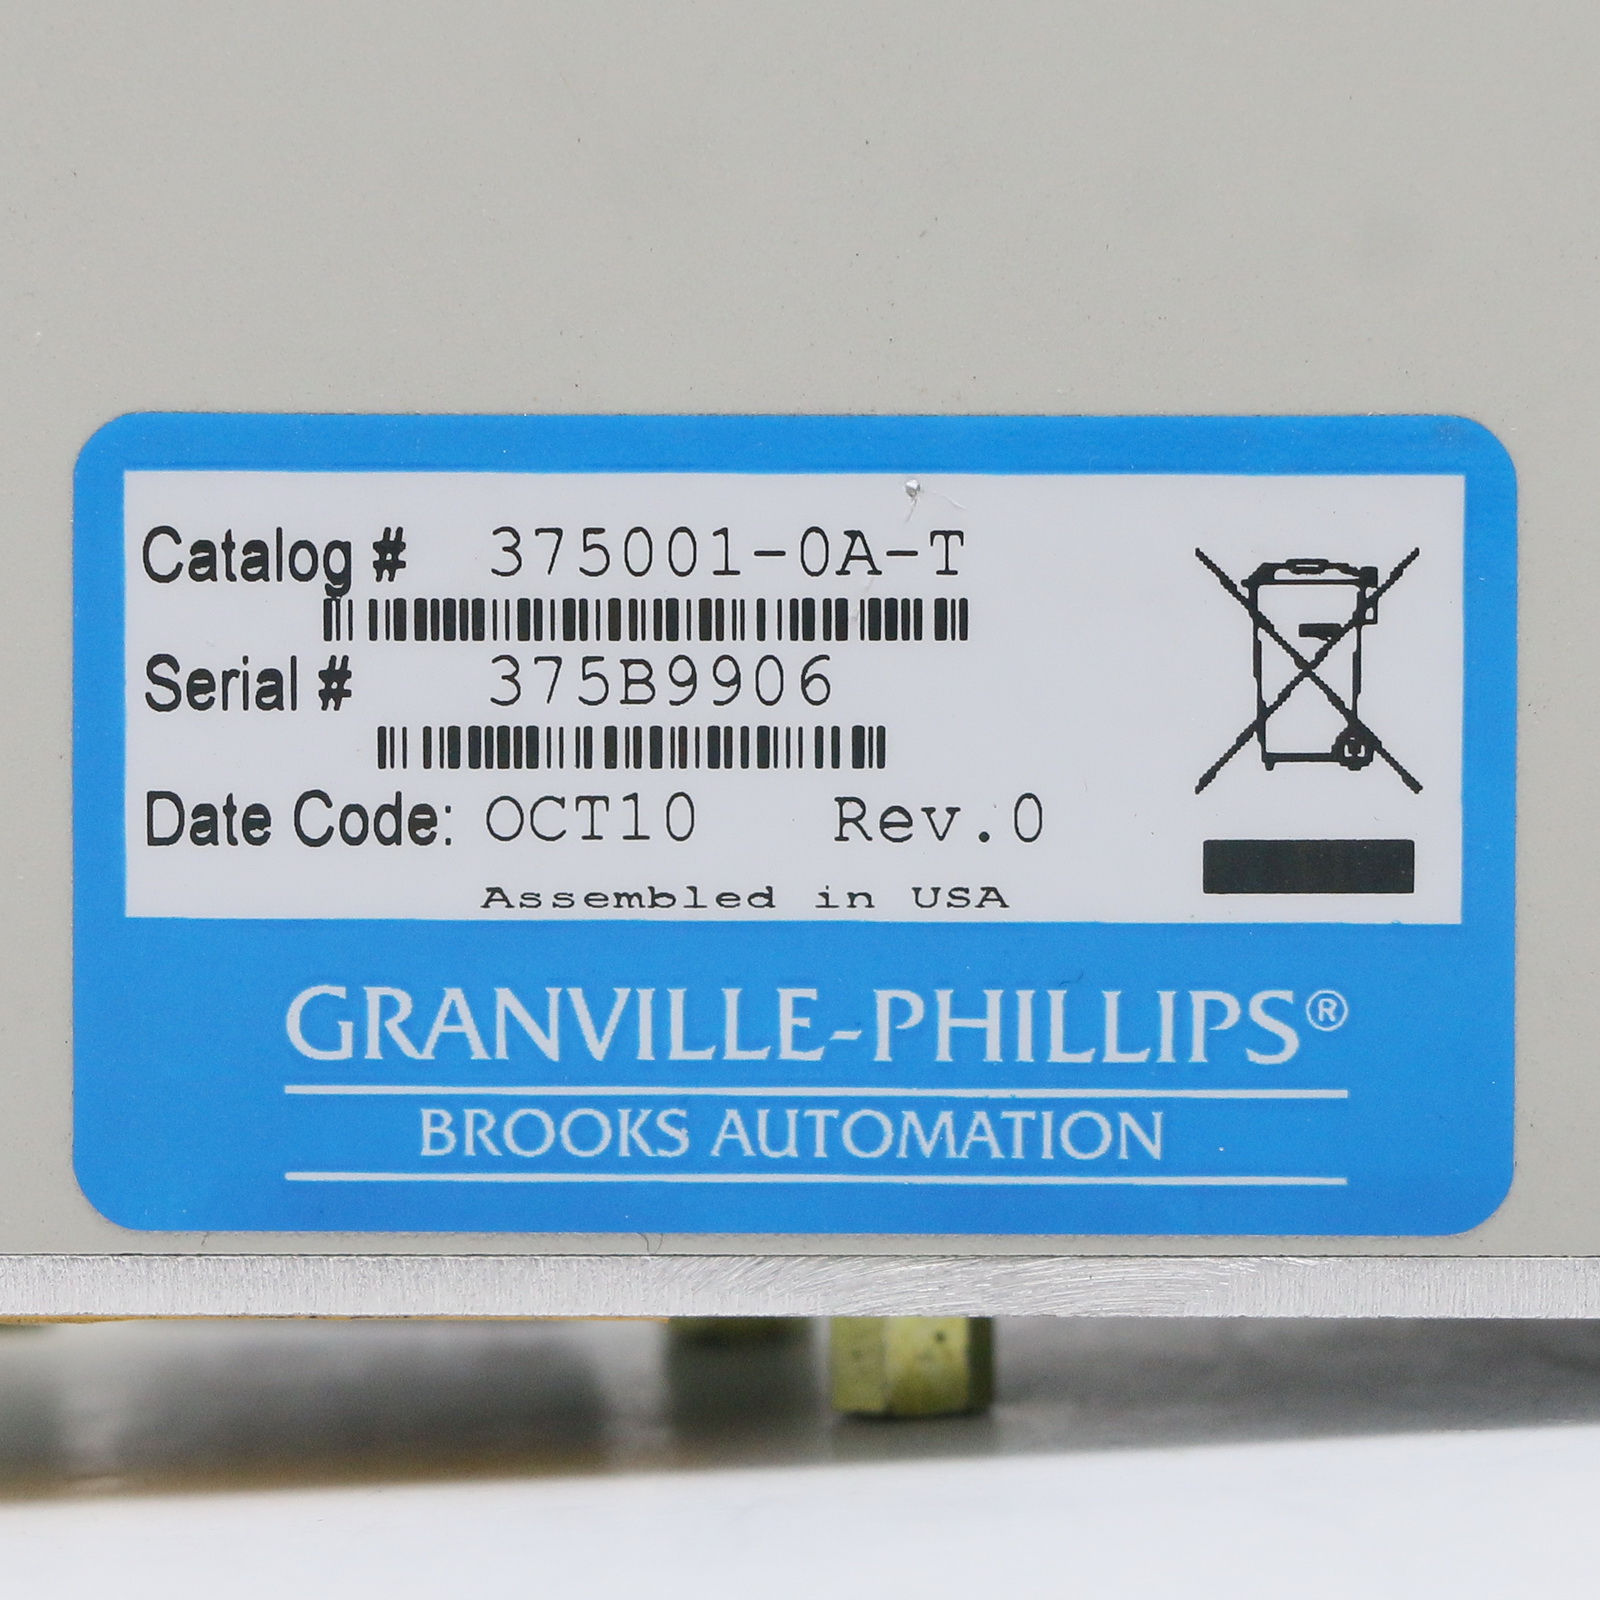 Catalog # 375001-0A-T
Serial # 375B9906
Date Code: OCT10 Rev.0
Assembled in USA
GRANVILLE-PHILLIPS®
BROOKS AUTOMATION